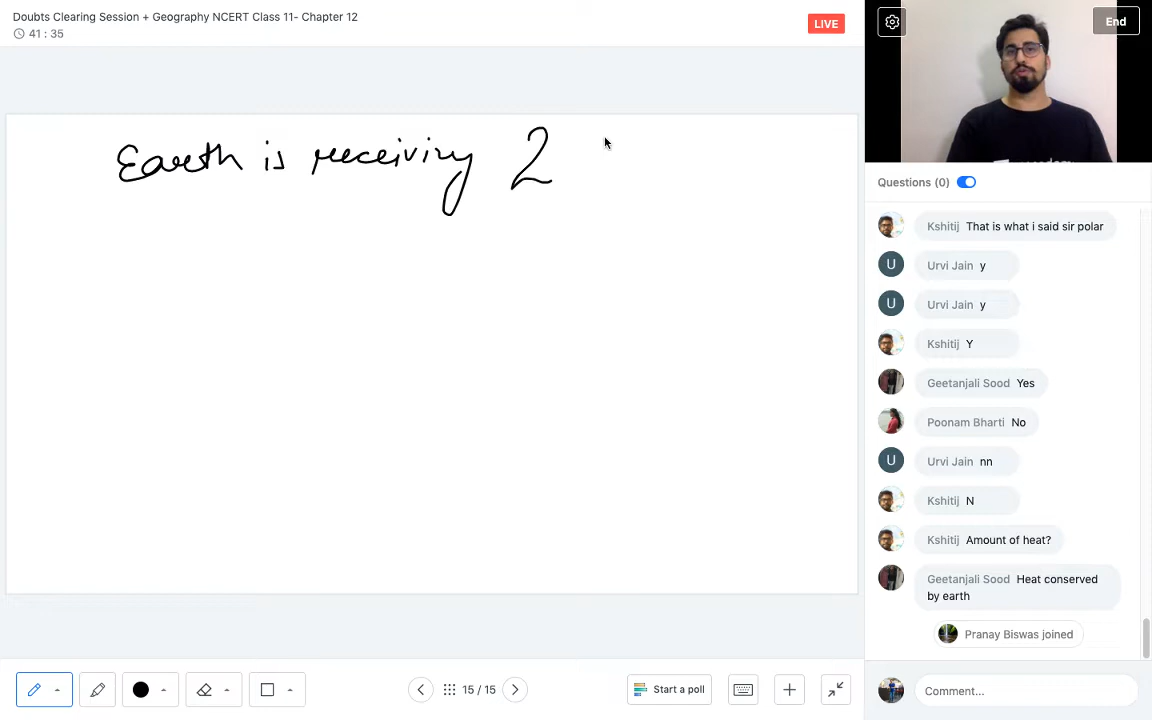 Doubts Clearing Session + Geography NCERT Class 11- Chapter 12
41 : 35
LIVE
End
Earth is receiving 2
Questions (0)
Kshitij That is what i said sir polar
U Urvi Jain y
U Urvi Jain y
Kshitij Y
Geetanjali Sood Yes
Poonam Bharti No
U Urvi Jain nn
Kshitij N
Kshitij Amount of heat?
Geetanjali Sood Heat conserved
by earth
Pranay Biswas joined
15 / 15
Start a poll
Comment...